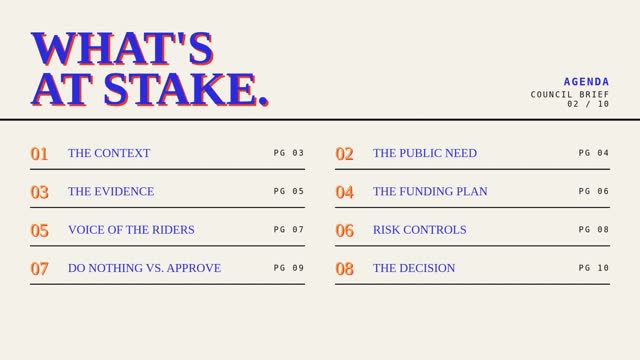 WHAT'S
AT STAKE.
AGENDA
COUNCIL BRIEF
02 / 10
01 THE CONTEXT PG 03
02 THE PUBLIC NEED PG 04
03 THE EVIDENCE PG 05
04 THE FUNDING PLAN PG 06
05 VOICE OF THE RIDERS PG 07
06 RISK CONTROLS PG 08
07 DO NOTHING VS. APPROVE PG 09
08 THE DECISION PG 10